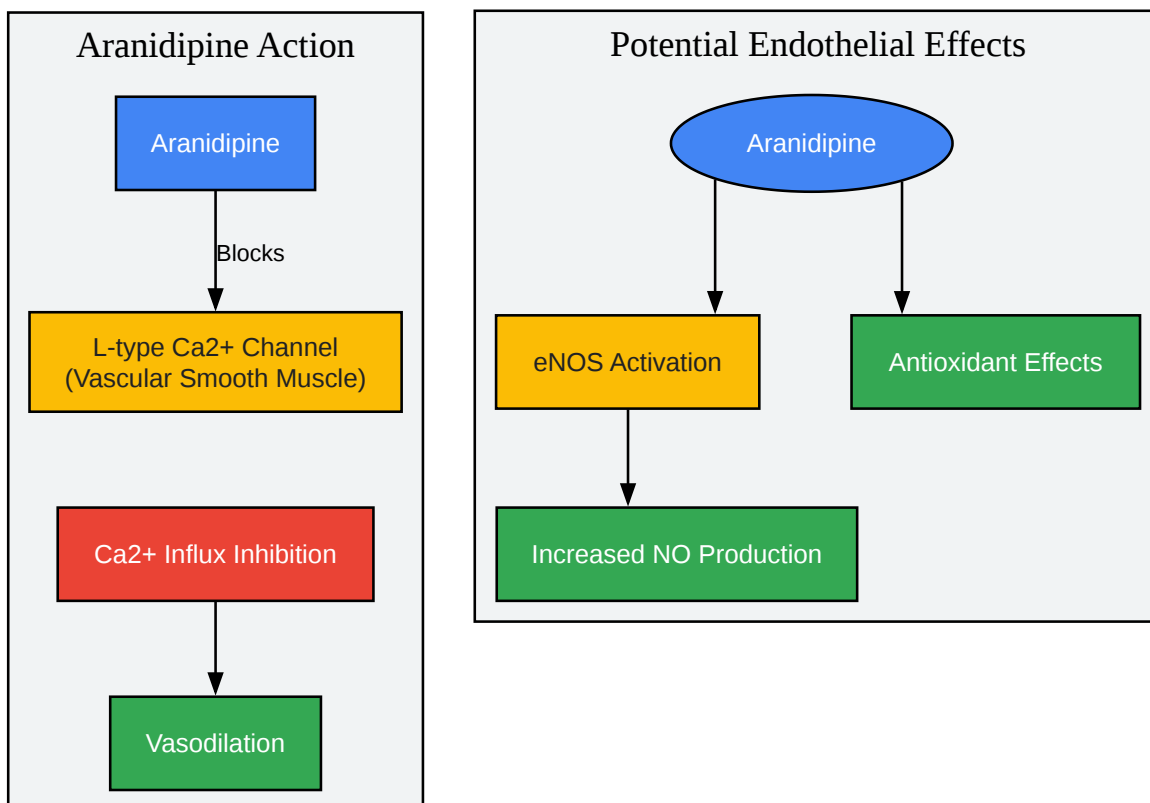 Aranidipine Action
Aranidipine
Blocks
L-type Ca2+ Channel
(Vascular Smooth Muscle)
Ca2+ Influx Inhibition
Vasodilation
Potential Endothelial Effects
Aranidipine
eNOS Activation
Antioxidant Effects
Increased NO Production